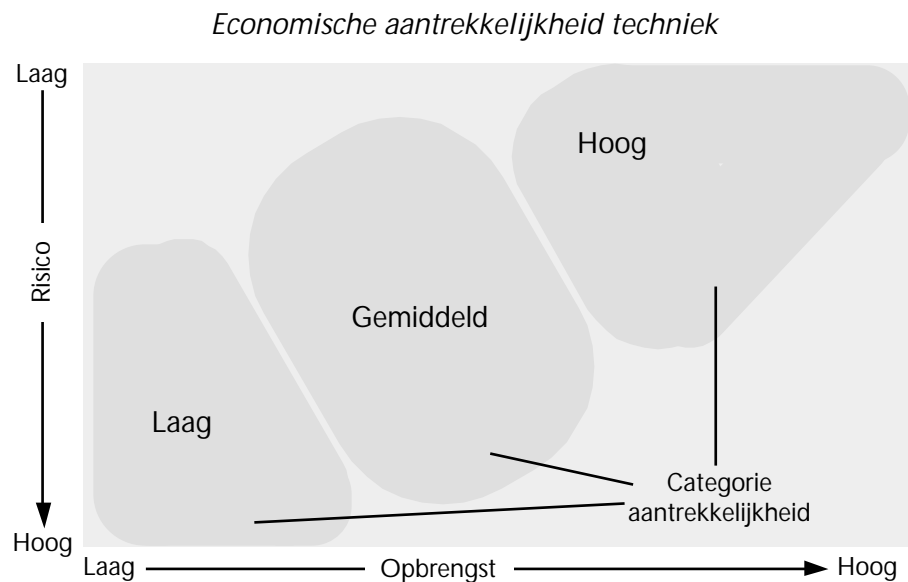 Economische aantrekkelijkheid techniek
Laag
Hoog
Risico
Gemiddeld
Laag
Categorie
aantrekkelijkheid
Hoog
Laag
Opbrengst
Hoog